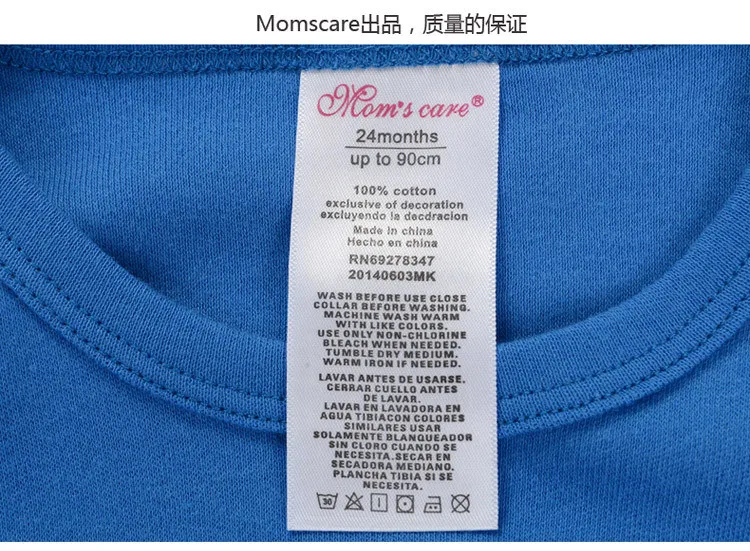 Momscare出品，质量的保证
Mom's care®
24months
up to 90cm
100% cotton
exclusive of decoration
excluyendo la decdracion
Made in china
Hecho en china
RN69278347
20140603MK
WASH BEFORE USE CLOSE
COLLAR BEFORE WASHING.
MACHINE WASH WARM
WITH LIKE COLORS.
USE ONLY NON-CHLORINE
BLEACH WHEN NEEDED.
TUMBLE DRY MEDIUM.
WARM IRON IF NEEDED.
LAVAR ANTES DE USARSE.
CERRAR CUELLO ANTES
DE LAVAR.
LAVAR EN LAVADORA EN
AGUA TIBIACON COLORES
SIMILARES USAR
SOLAMENTE BLANQUEADOR
SIN CLORO CUANDO SE
NECESITA.SECAR EN
SECADORA MEDIANO.
PLANCHA TIBIA SI SE
NECESITA.
30